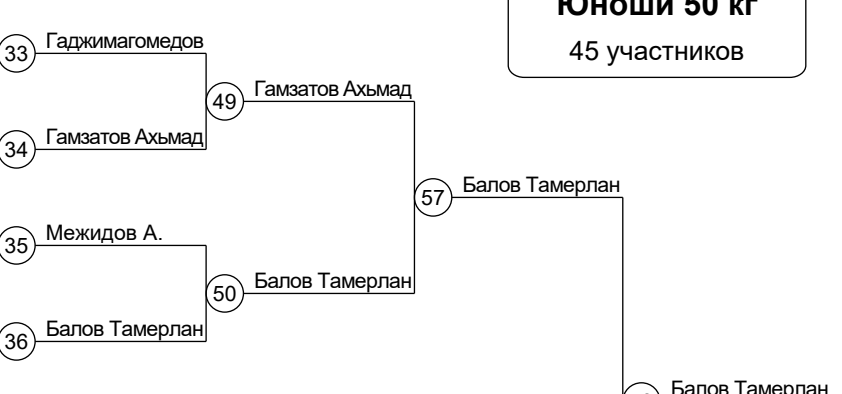 Юноши 50 кг
45 участников
33 Гаджимагомедов
49 Гамзатов Ахьмад
34 Гамзатов Ахьмад
57 Балов Тамерлан
35 Межидов А.
50 Балов Тамерлан
36 Балов Тамерлан
Балов Тамерлан